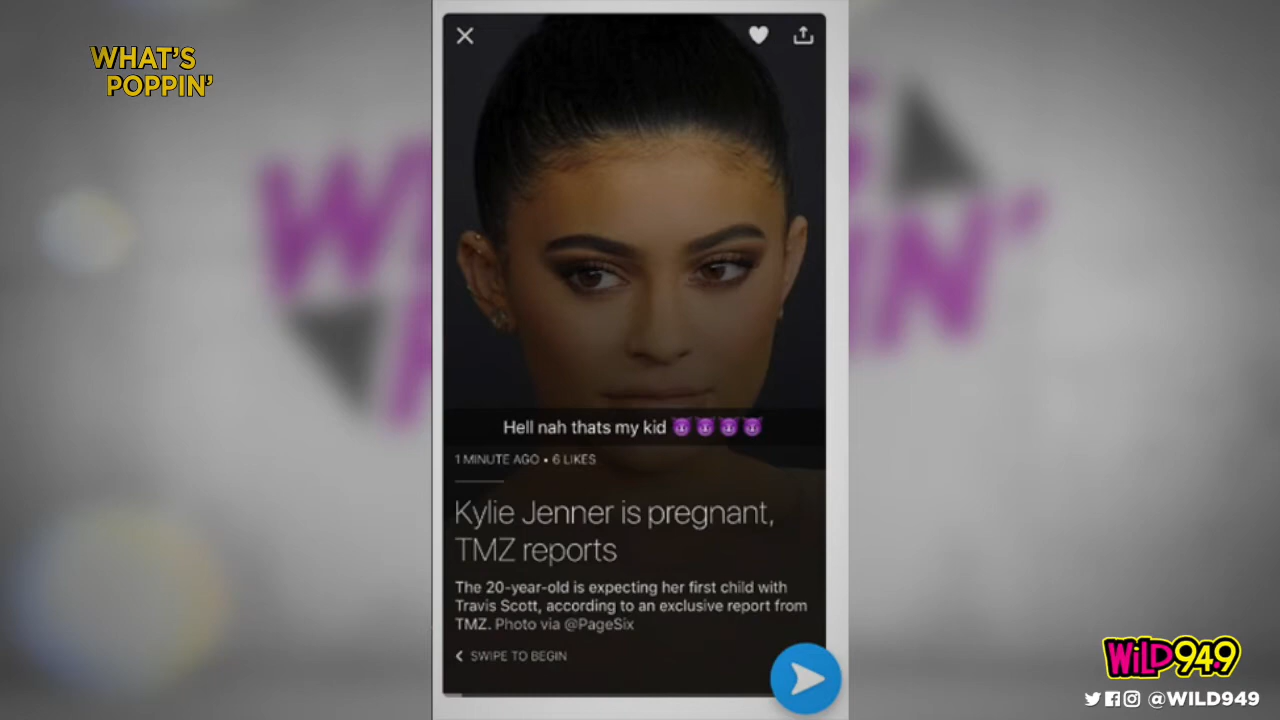 WHAT'S
POPPIN'
Hell nah thats my kid 😈😈😈😈
1 MINUTE AGO • 6 LIKES
Kylie Jenner is pregnant,
TMZ reports
The 20-year-old is expecting her first child with
Travis Scott, according to an exclusive report from
TMZ. Photo via @PageSix
SWIPE TO BEGIN
WiLD94.9
@WILD949